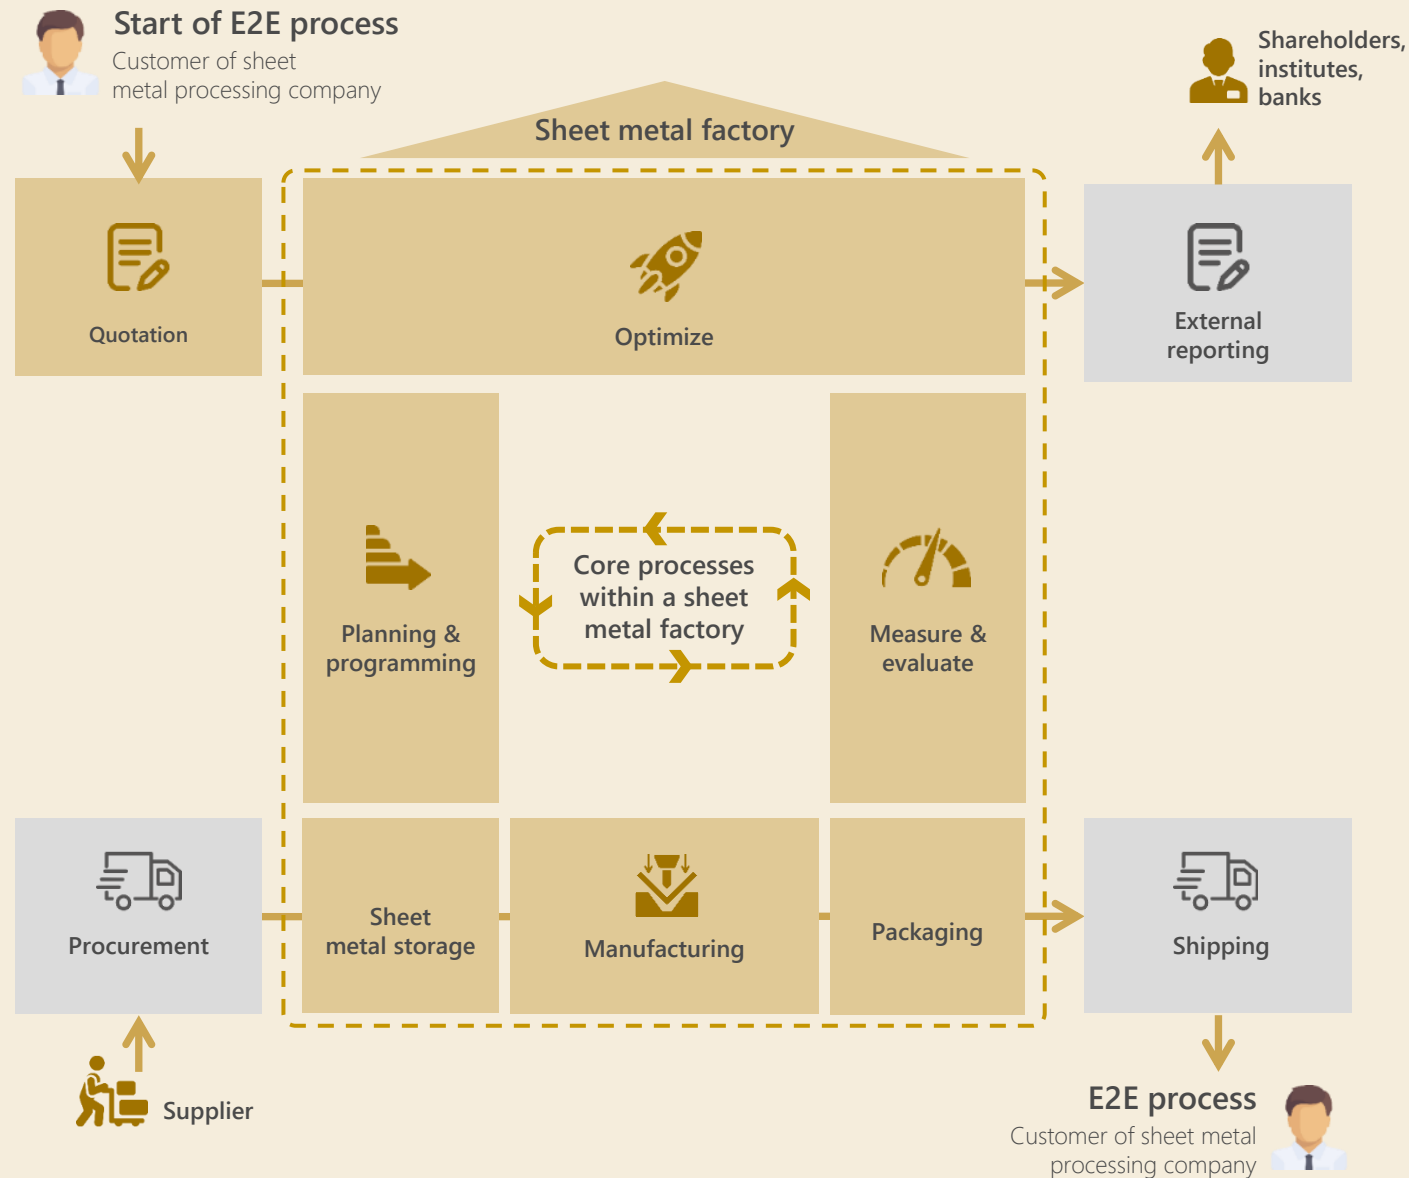 Start of E2E process
Customer of sheet
metal processing company
Shareholders,
institutes,
banks
Sheet metal factory
Quotation
Optimize
External
reporting
Planning &
programming
Core processes
within a sheet
metal factory
Measure &
evaluate
Procurement
Sheet
metal storage
Manufacturing
Packaging
Shipping
Supplier
E2E process
Customer of sheet metal
processing company